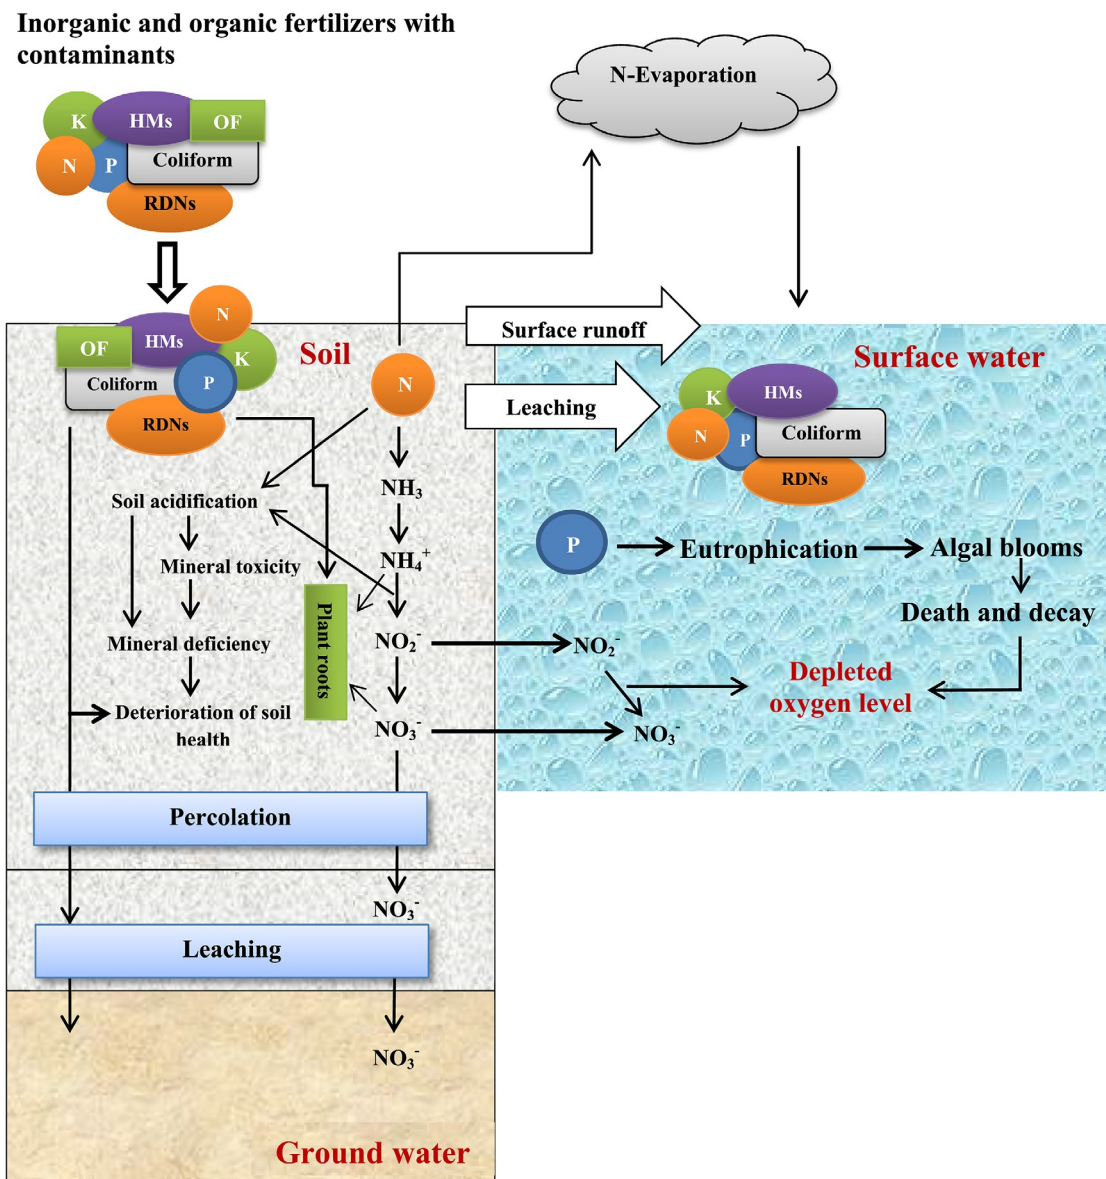 Inorganic and organic fertilizers with
contaminants
N-Evaporation
K
HMs
OF
N
P
Coliform
RDNs
N
OF
HMs
K
Coliform
P
RDNs
Soil
N
Surface runoff
Leaching
Surface water
K
HMs
N
P
Coliform
RDNs
NH₃
Soil acidification
NH₄⁺
Mineral toxicity
P
Eutrophication
Algal blooms
Plant roots
Death and decay
Mineral deficiency
NO₂⁻
NO₂⁻
Depleted
oxygen level
Deterioration of soil
health
NO₃⁻
NO₃⁻
Percolation
NO₃⁻
Leaching
NO₃⁻
Ground water